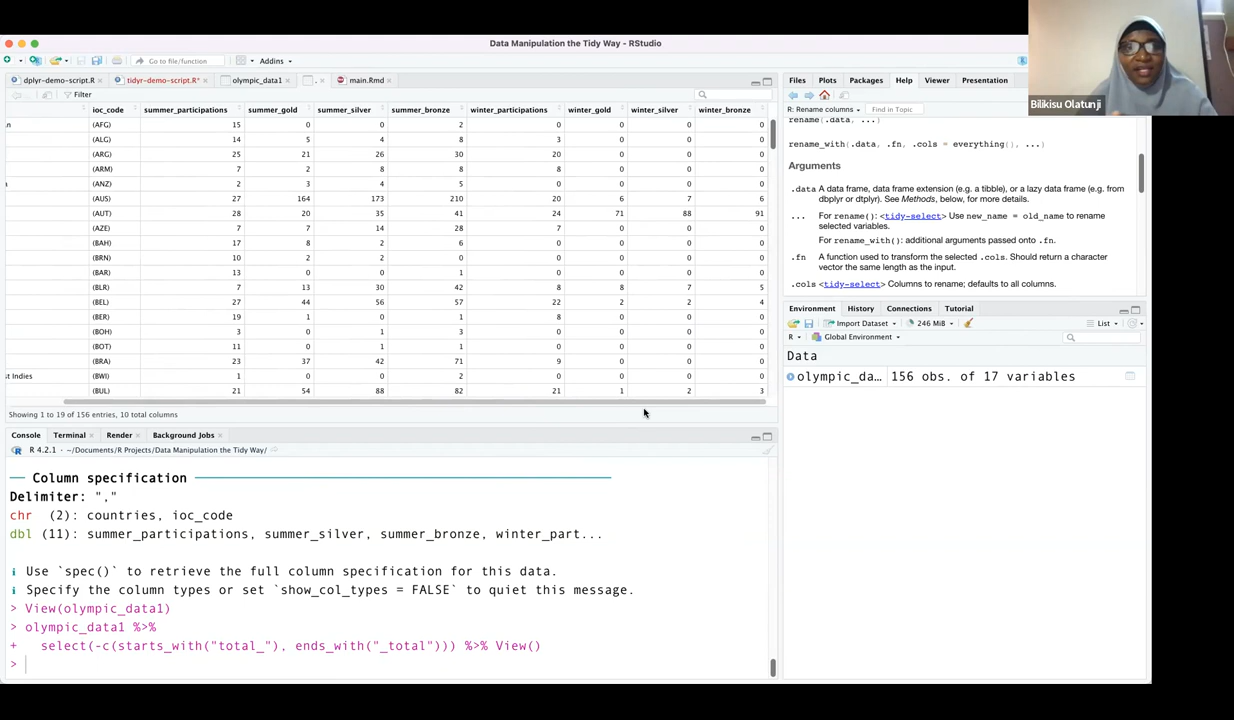 Data Manipulation the Tidy Way - RStudio
Go to file/function
Addins
dplyr-demo-script.R
tidyr-demo-script.R*
olympic_data1
.
main.Rmd
Filter
ioc_code summer_participations summer_gold summer_silver summer_bronze winter_participations winter_gold winter_silver winter_bronze
n (AFG) 15 0 0 2 0 0 0 0
(ALG) 14 5 4 8 3 0 0 0
(ARG) 25 21 26 30 20 0 0 0
(ARM) 7 2 8 8 8 0 0 0
(ANZ) 2 3 4 5 0 0 0 0
(AUS) 27 164 173 210 20 6 7 6
(AUT) 28 20 35 41 24 71 88 91
(AZE) 7 7 14 28 7 0 0 0
(BAH) 17 8 2 6 0 0 0 0
(BRN) 10 2 2 0 0 0 0 0
(BAR) 13 0 0 1 0 0 0 0
(BLR) 7 13 30 42 8 8 7 5
(BEL) 27 44 56 57 22 2 2 4
(BER) 19 1 0 1 8 0 0 0
(BOH) 3 0 1 3 0 0 0 0
(BOT) 11 0 1 1 0 0 0 0
(BRA) 23 37 42 71 9 0 0 0
st Indies (BWI) 1 0 0 2 0 0 0 0
(BUL) 21 54 88 82 21 1 2 3
Showing 1 to 19 of 156 entries, 10 total columns
Console Terminal Render Background Jobs
R 4.2.1 · ~/Documents/R Projects/Data Manipulation the Tidy Way/
Column specification
Delimiter: ","
chr (2): countries, ioc_code
dbl (11): summer_participations, summer_silver, summer_bronze, winter_part...
i Use `spec()` to retrieve the full column specification for this data.
i Specify the column types or set `show_col_types = FALSE` to quiet this message.
> View(olympic_data1)
> olympic_data1 %>%
+ select(-c(starts_with("total_"), ends_with("_total"))) %>% View()
>
Files Plots Packages Help Viewer Presentation
R: Rename columns Find in Topic
rename(.data, ...)
rename_with(.data, .fn, .cols = everything(), ...)
Arguments
.data A data frame, data frame extension (e.g. a tibble), or a lazy data frame (e.g. from
dbplyr or dtplyr). See Methods, below, for more details.
... For rename(): <tidy-select> Use new_name = old_name to rename
selected variables.
For rename_with(): additional arguments passed onto .fn.
.fn A function used to transform the selected .cols. Should return a character
vector the same length as the input.
.cols <tidy-select> Columns to rename; defaults to all columns.
Environment History Connections Tutorial
Import Dataset 246 MiB List
R Global Environment
Data
olympic_da... 156 obs. of 17 variables
Bilikisu Olatunji